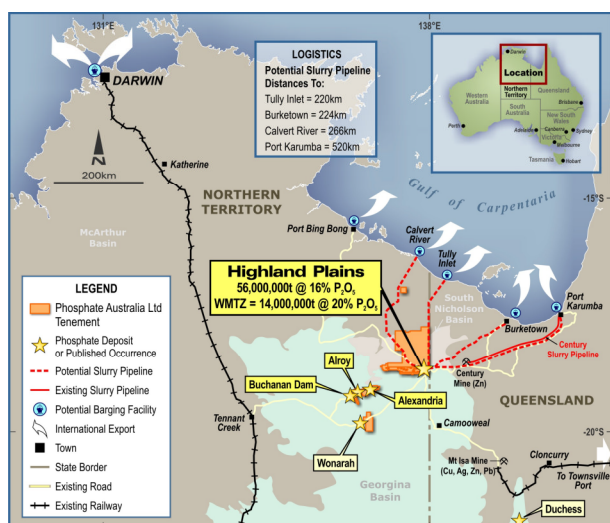 131°E
138°E
DARWIN
LOGISTICS
Potential Slurry Pipeline
Distances To:
Tully Inlet = 220km
Burketown = 224km
Calvert River = 266km
Port Karumba = 520km
Darwin
Location
Northern
Territory
Queensland
Western
Australia
South
Australia
Brisbane
New South
Wales
Perth
Adelaide
Canberra
Sydney
Victoria
Melbourne
Tasmania
Hobart
N
200km
Katherine
NORTHERN
TERRITORY
McArthur
Basin
Gulf of Carpentaria
-15°S
Port Bing Bong
Calvert
River
Tully
Inlet
Highland Plains
56,000,000t @ 16% P₂O₅
WMTZ = 14,000,000t @ 20% P₂O₅
South
Nicholson
Basin
Port
Karumba
Burketown
Century
Slurry Pipeline
Century
Mine (Zn)
LEGEND
Phosphate Australia Ltd
Tenement
Phosphate Deposit
or Published Occurrence
Potential Slurry Pipeline
Existing Slurry Pipeline
Potential Barging Facility
International Export
Town
State Border
Existing Road
Existing Railway
Alroy
Buchanan Dam
Alexandria
Tennant
Creek
Wonarah
Camooweal
QUEENSLAND
-20°S
Georgina
Basin
Mt Isa Mine
(Cu, Ag, Zn, Pb)
Cloncurry
To Townsville
Port
Duchess